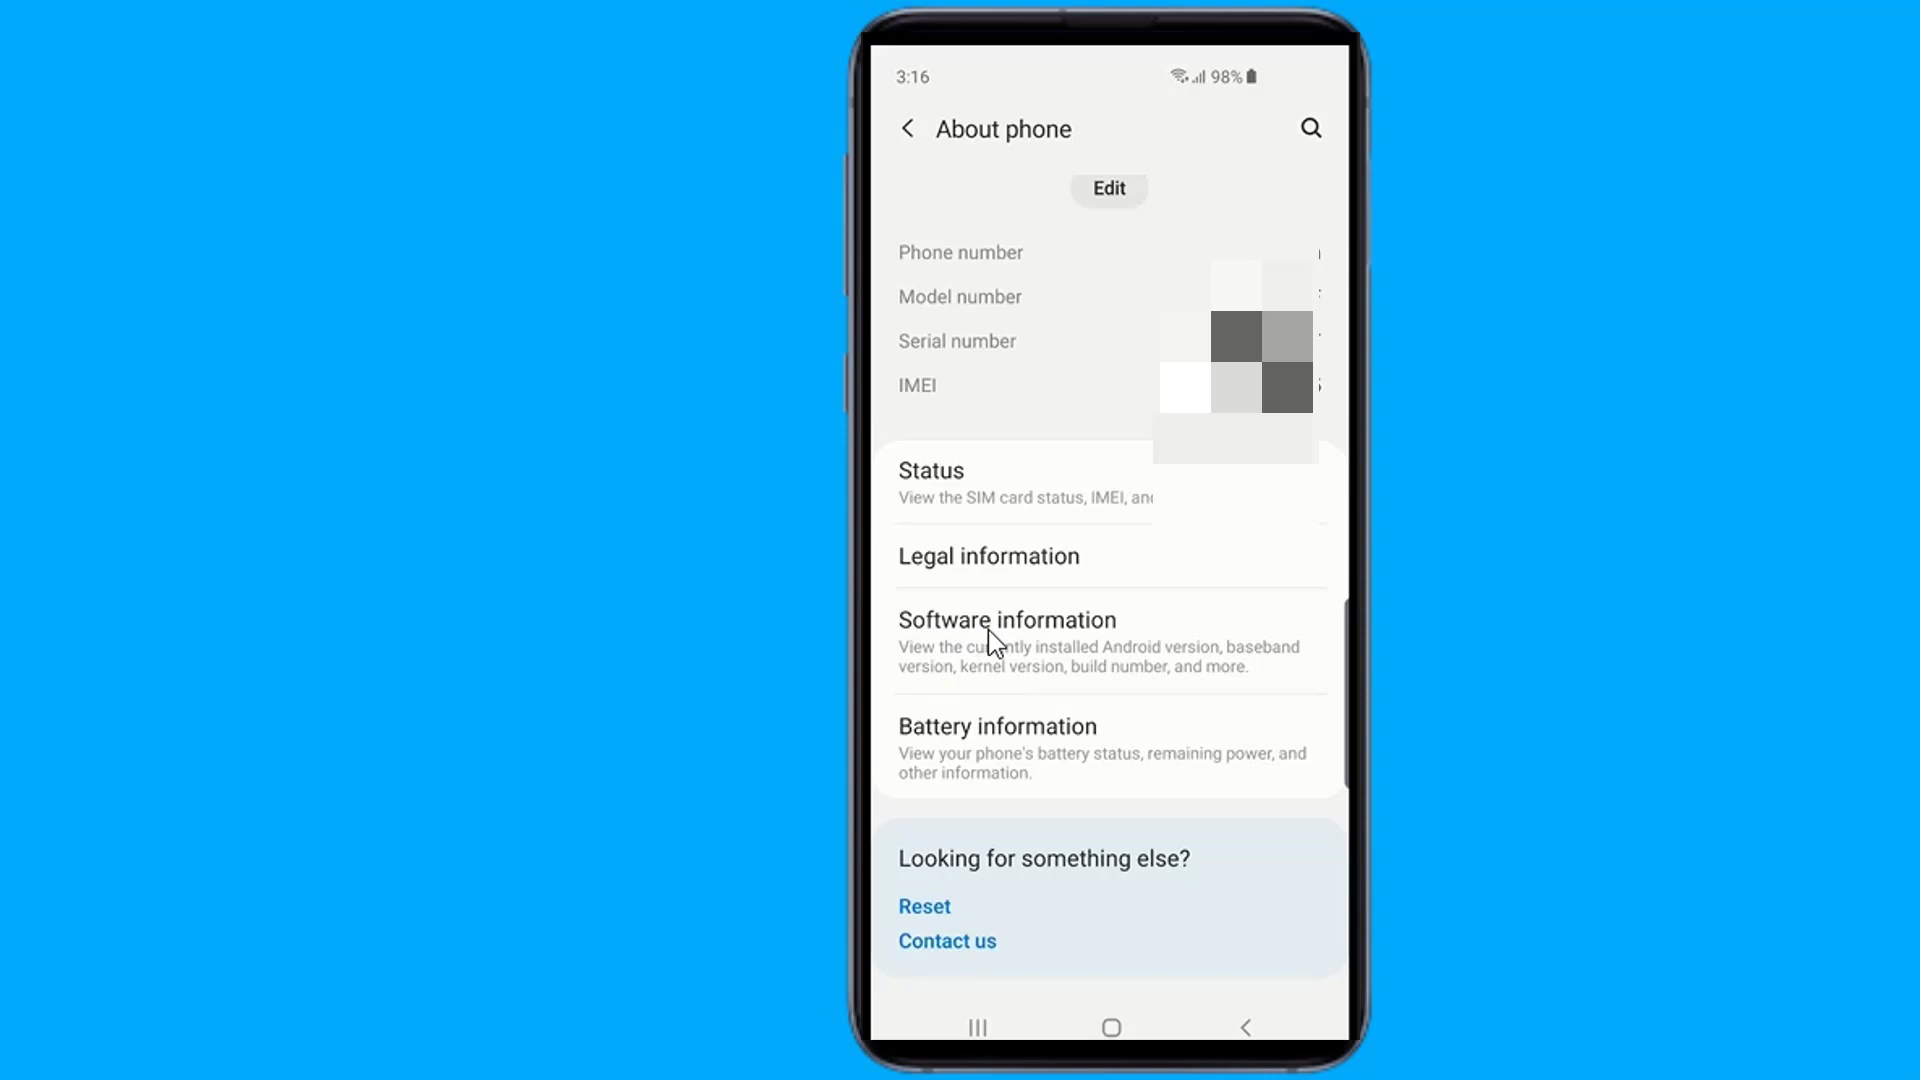 3:16
98%
About phone
Edit
Phone number
Model number
Serial number
IMEI
Status
View the SIM card status, IMEI, and
Legal information
Software information
View the currently installed Android version, baseband
version, kernel version, build number, and more.
Battery information
View your phone's battery status, remaining power, and
other information.
Looking for something else?
Reset
Contact us